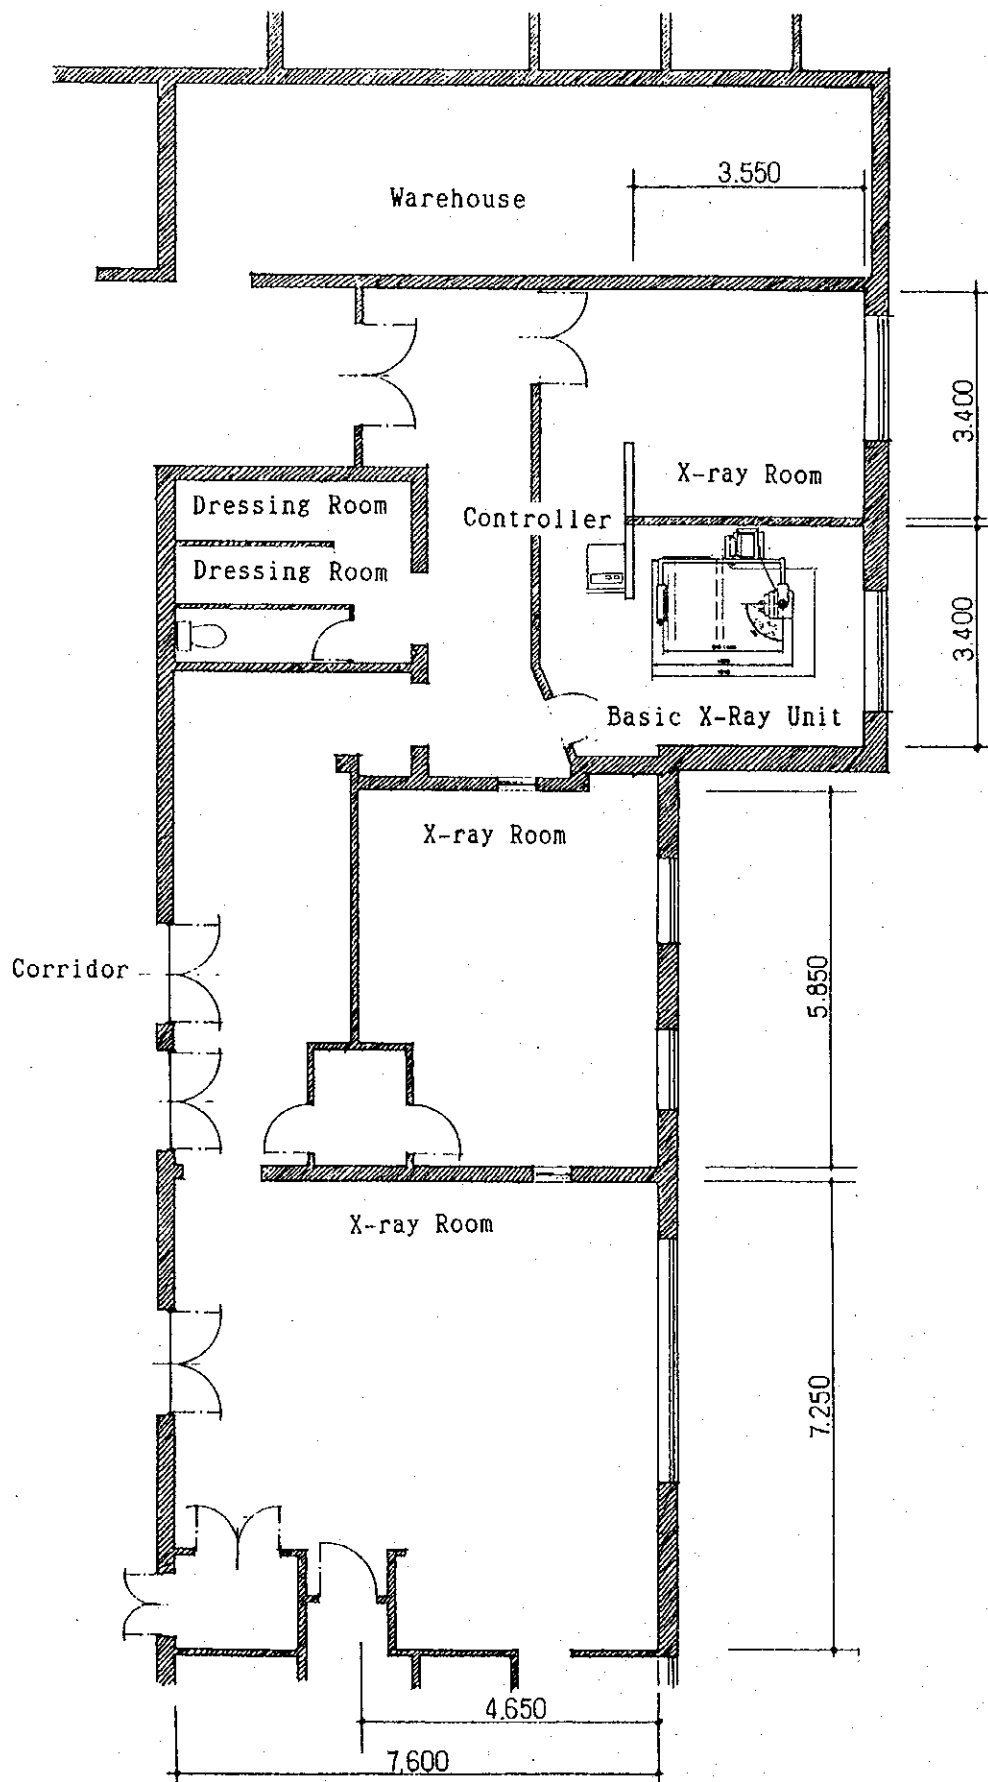 3.550
Warehouse
3.400
X-ray Room
Dressing Room
Controller
Dressing Room
3.400
Basic X-Ray Unit
X-ray Room
Corridor
5.850
X-ray Room
7.250
4.650
7.600